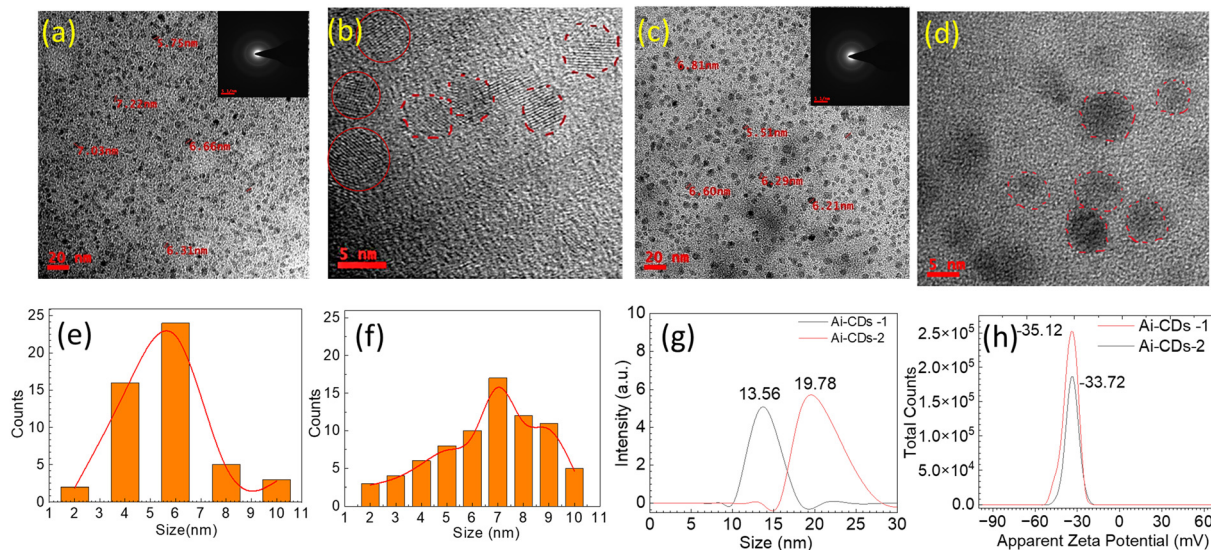 (a)
5.75nm
7.23nm
7.03nm
6.66nm
6.31nm
20 nm
(b)
5 nm
(c)
6.81nm
5.53nm
6.29nm
6.60nm
6.21nm
20 nm
(d)
5 nm
(e)
25
20
15
10
5
0
Counts
1 2 3 4 5 6 7 8 9 10 11
Size(nm)
(f)
25
20
15
10
5
0
Counts
1 2 3 4 5 6 7 8 9 10 11
Size (nm)
(g)
Ai-CDs -1
Ai-CDs-2
13.56
19.78
10
8
6
4
2
0
Intensity (a.u.)
0 5 10 15 20 25 30
Size (nm)
(h)
-35.12
Ai-CDs -1
Ai-CDs-2
-33.72
2.5×10⁵
2.0×10⁵
1.5×10⁵
1.0×10⁵
5.0×10⁴
0.0
Total Counts
-90 -60 -30 0 30 60
Apparent Zeta Potential (mV)